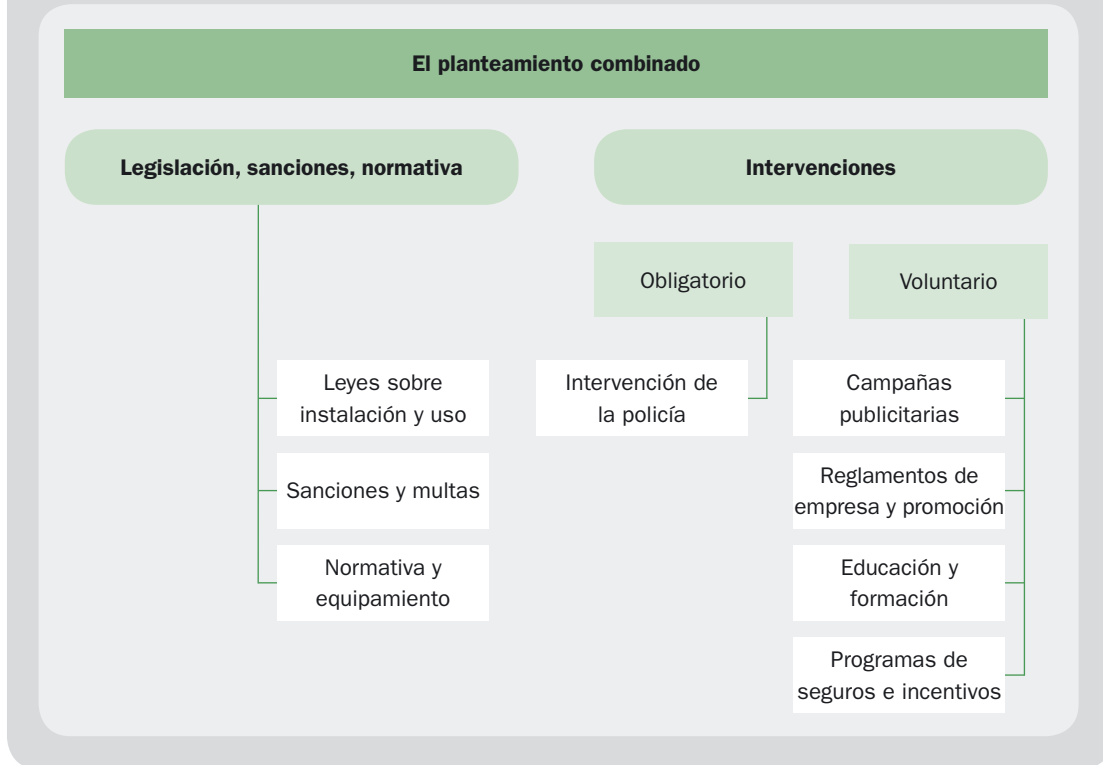 El planteamiento combinado
Legislación, sanciones, normativa
Intervenciones
Obligatorio
Voluntario
Leyes sobre
instalación y uso
Sanciones y multas
Normativa y
equipamiento
Intervención de
la policía
Campañas
publicitarias
Reglamentos de
empresa y promoción
Educación y
formación
Programas de
seguros e incentivos